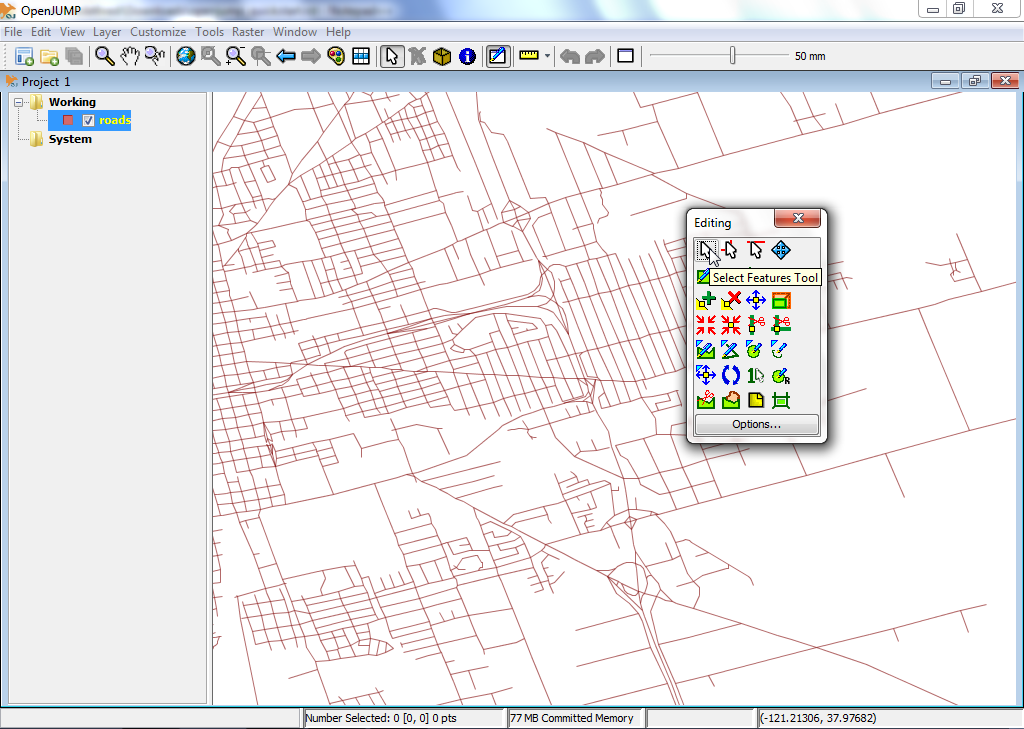 OpenJUMP
File Edit View Layer Customize Tools Raster Window Help
50 mm
Project 1
Working
roads
System
Editing
Select Features Tool
1
R
Options...
Number Selected: 0 [0, 0] 0 pts
77 MB Committed Memory
(-121.21306, 37.97682)